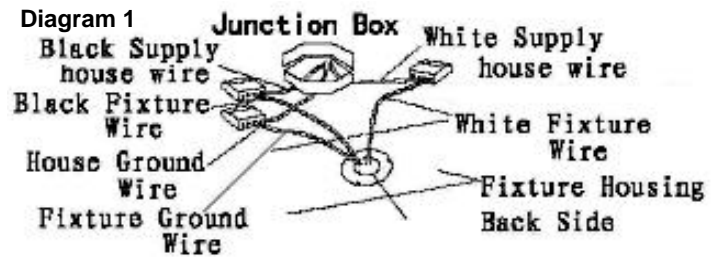 Diagram 1
Junction Box
Black Supply
house wire
White Supply
house wire
Black Fixture
Wire
White Fixture
Wire
House Ground
Wire
Fixture Housing
Fixture Ground
Wire
Back Side